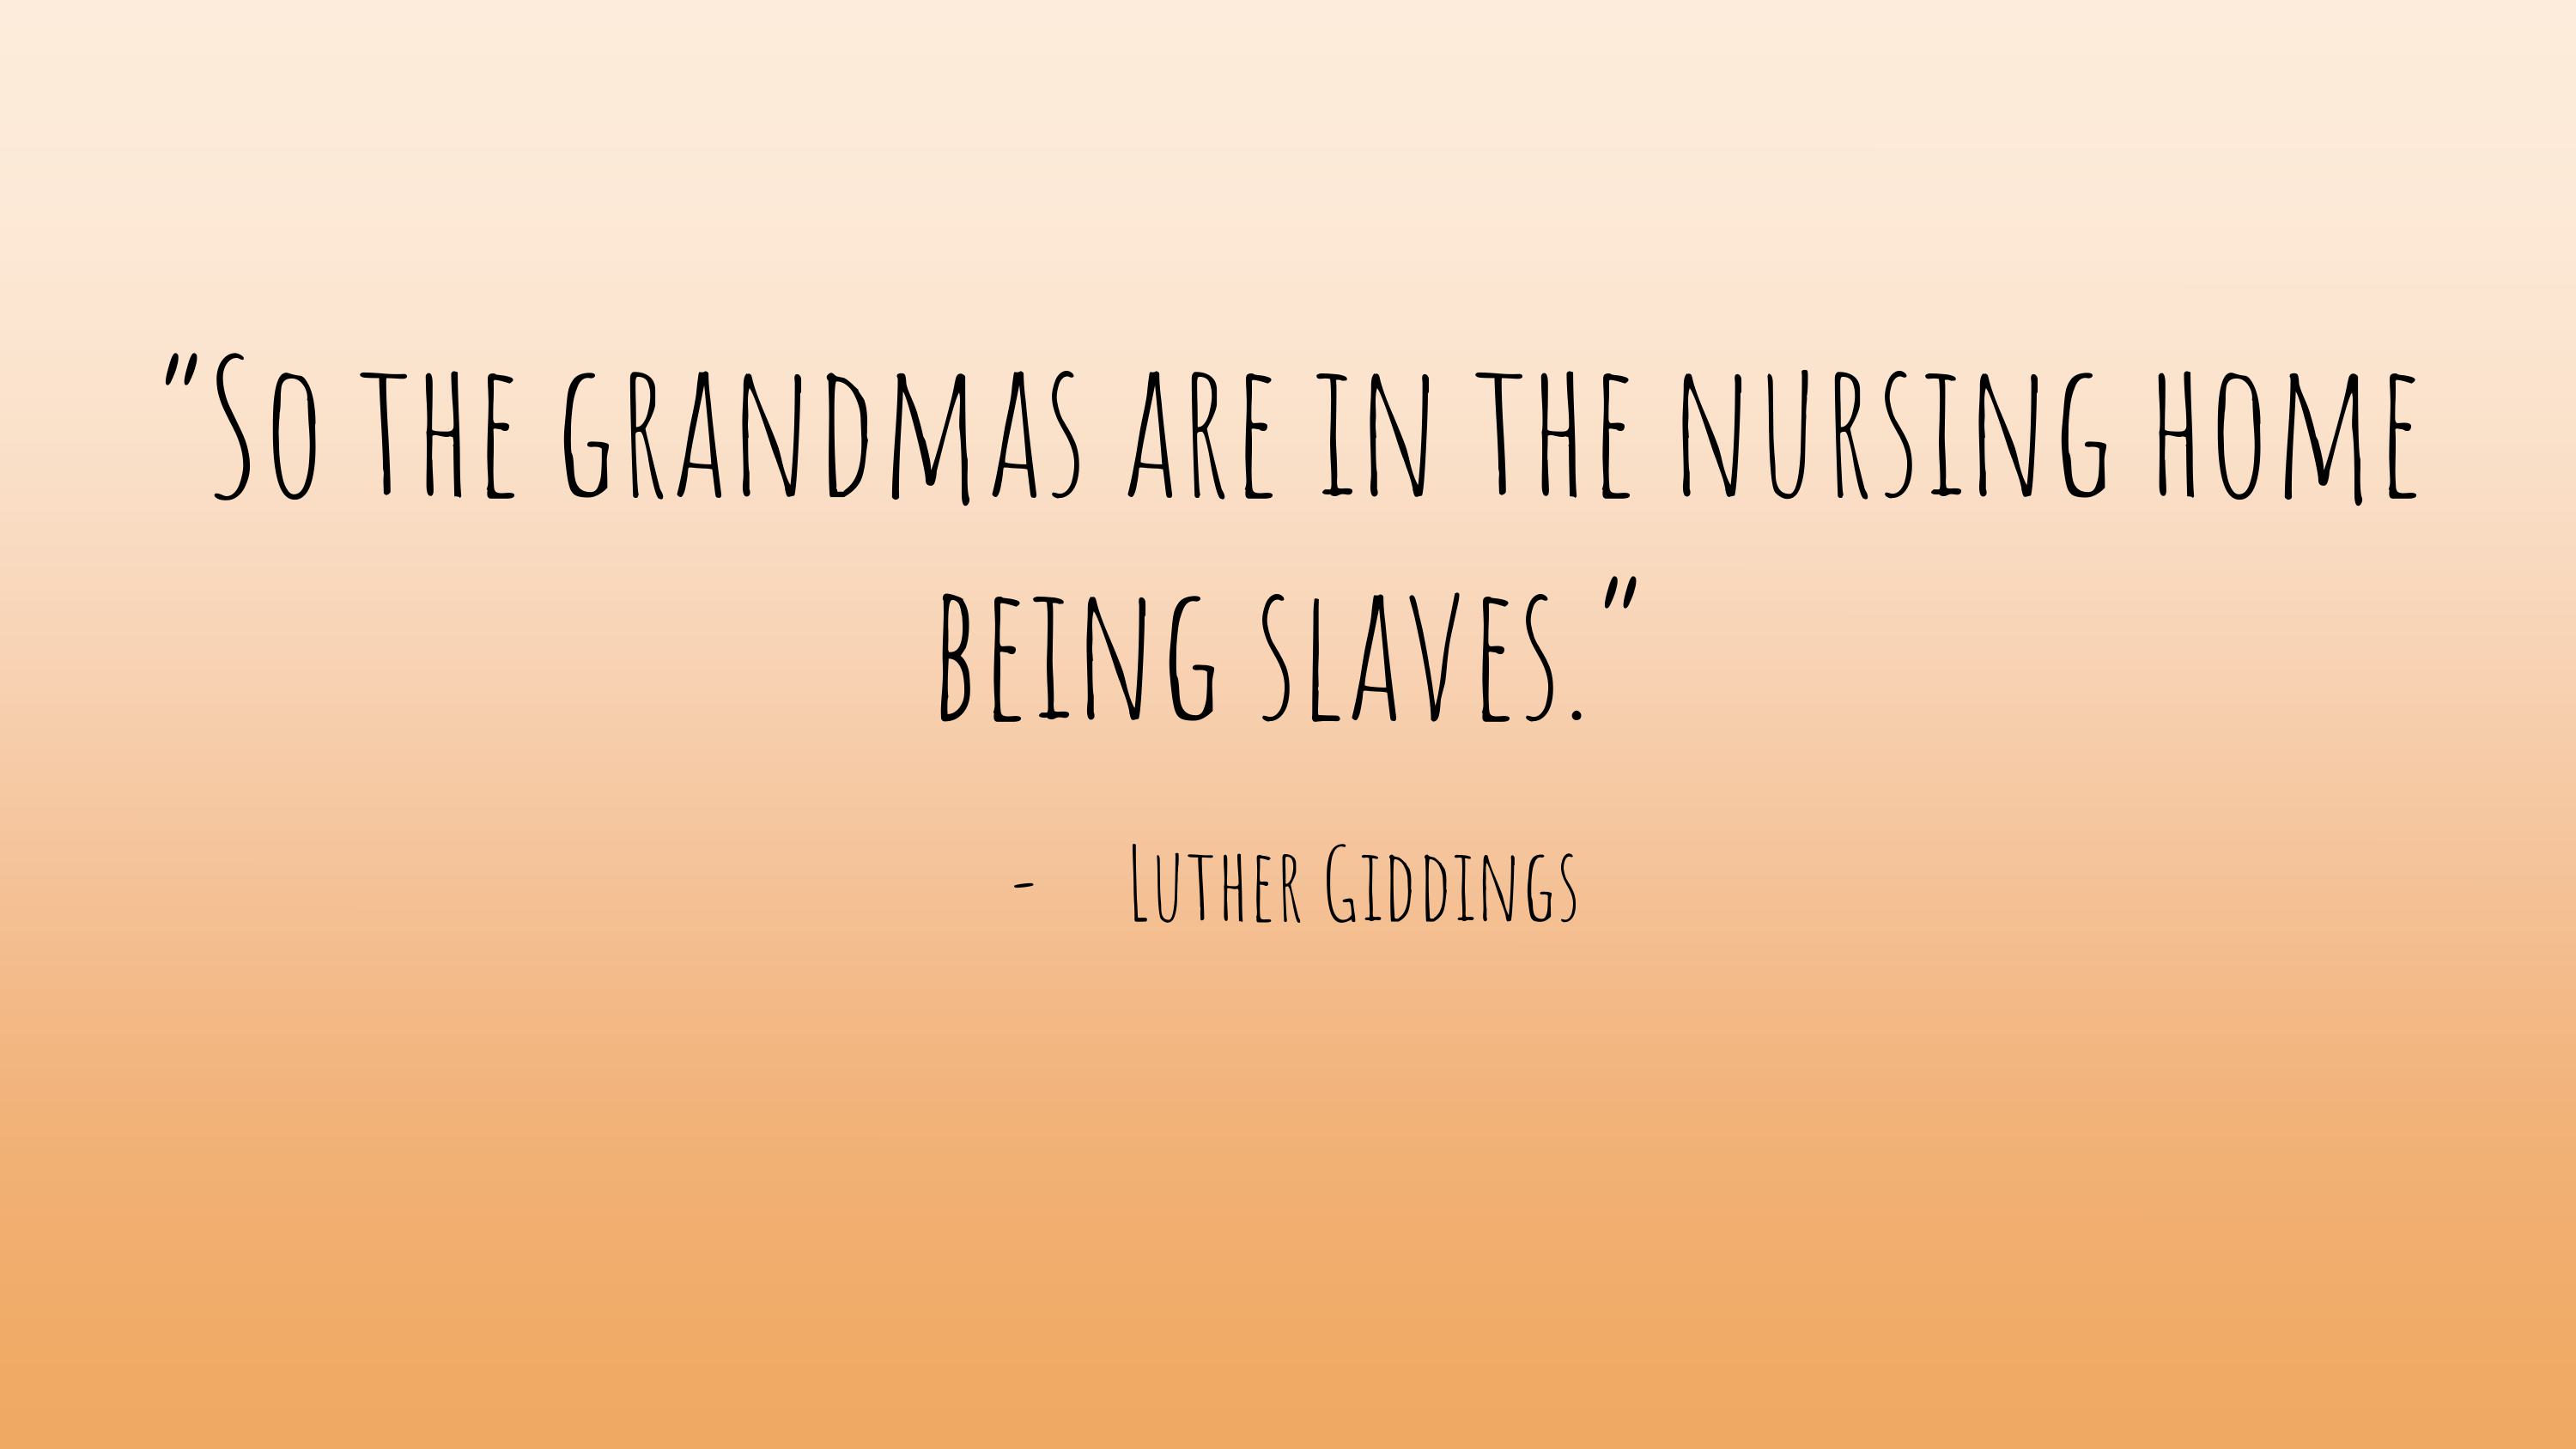 "So the grandmas are in the nursing home
being slaves."
- Luther Giddings